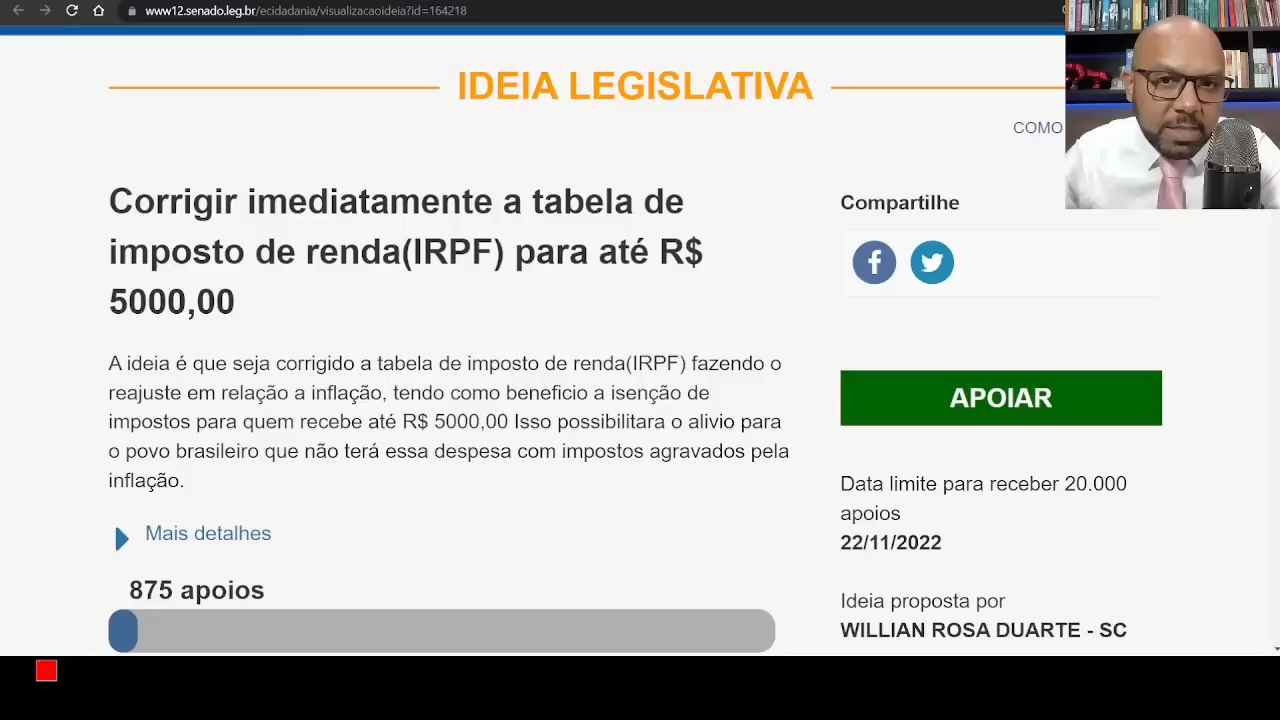 www12.senado.leg.br/ecidadania/visualizacaoideia?id=164218
IDEIA LEGISLATIVA
COMO
Corrigir imediatamente a tabela de
imposto de renda(IRPF) para até R$
5000,00
Compartilhe
A ideia é que seja corrigido a tabela de imposto de renda(IRPF) fazendo o
reajuste em relação a inflação, tendo como beneficio a isenção de
impostos para quem recebe até R$ 5000,00 Isso possibilitara o alivio para
o povo brasileiro que não terá essa despesa com impostos agravados pela
inflação.
APOIAR
Mais detalhes
Data limite para receber 20.000
apoios
22/11/2022
875 apoios
Ideia proposta por
WILLIAN ROSA DUARTE - SC